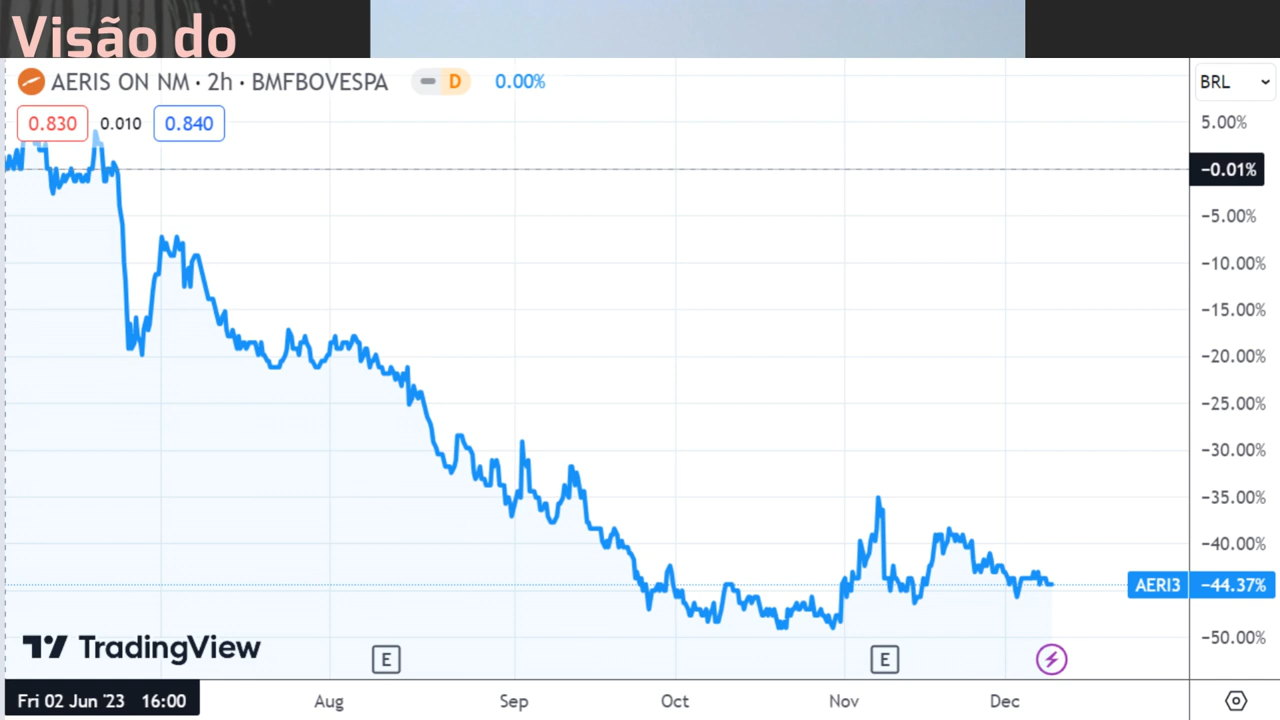 Visão do
AERIS ON NM · 2h · BMFBOVESPA D 0.00% BRL
0.830 0.010 0.840
5.00%
−0.01%
−5.00%
−10.00%
−15.00%
−20.00%
−25.00%
−30.00%
−35.00%
−40.00%
AERI3 −44.37%
−50.00%
TradingView E E
Fri 02 Jun '23 16:00 Aug Sep Oct Nov Dec